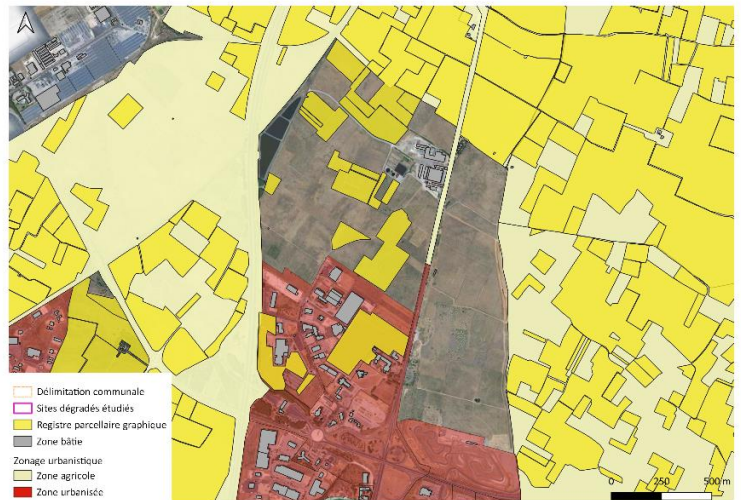 Délimitation communale
Sites dégradés étudiés
Registre parcellaire graphique
Zone bâtie
Zonage urbanistique
Zone agricole
Zone urbanisée
0 250 500 m